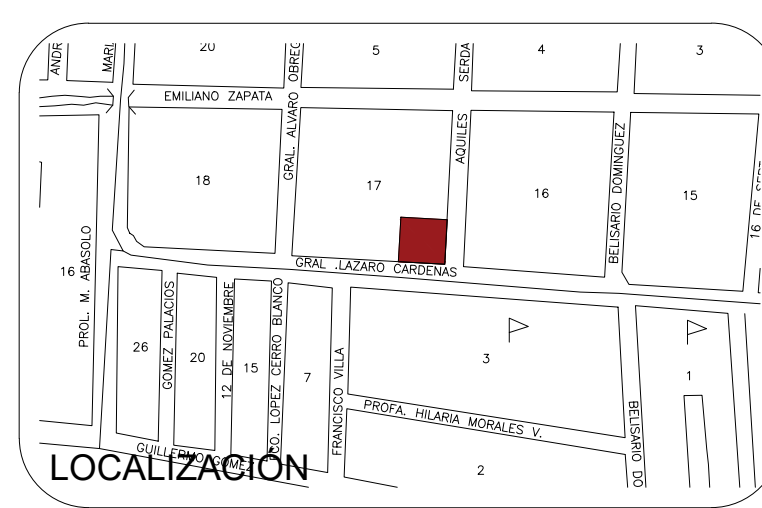 ANDR
MARI
20
GRAL. ALVARO OBREG
5
SERDA
4
3
EMILIANO ZAPATA
AQUILES
BELISARIO DOMINGUEZ
18
17
16
15
16 DE SEPT
PROL. M. ABASOLO
16
GRAL .LAZARO CARDENAS
GOMEZ PALACIOS
12 DE NOVIEMBRE
LOPEZ CERRO BLANCO
FRANCISCO VILLA
26
20
15
7
3
1
PROFA. HILARIA MORALES V.
BELISARIO DO
GUILLERMO GOMEZ
2
LOCALIZACIÓN